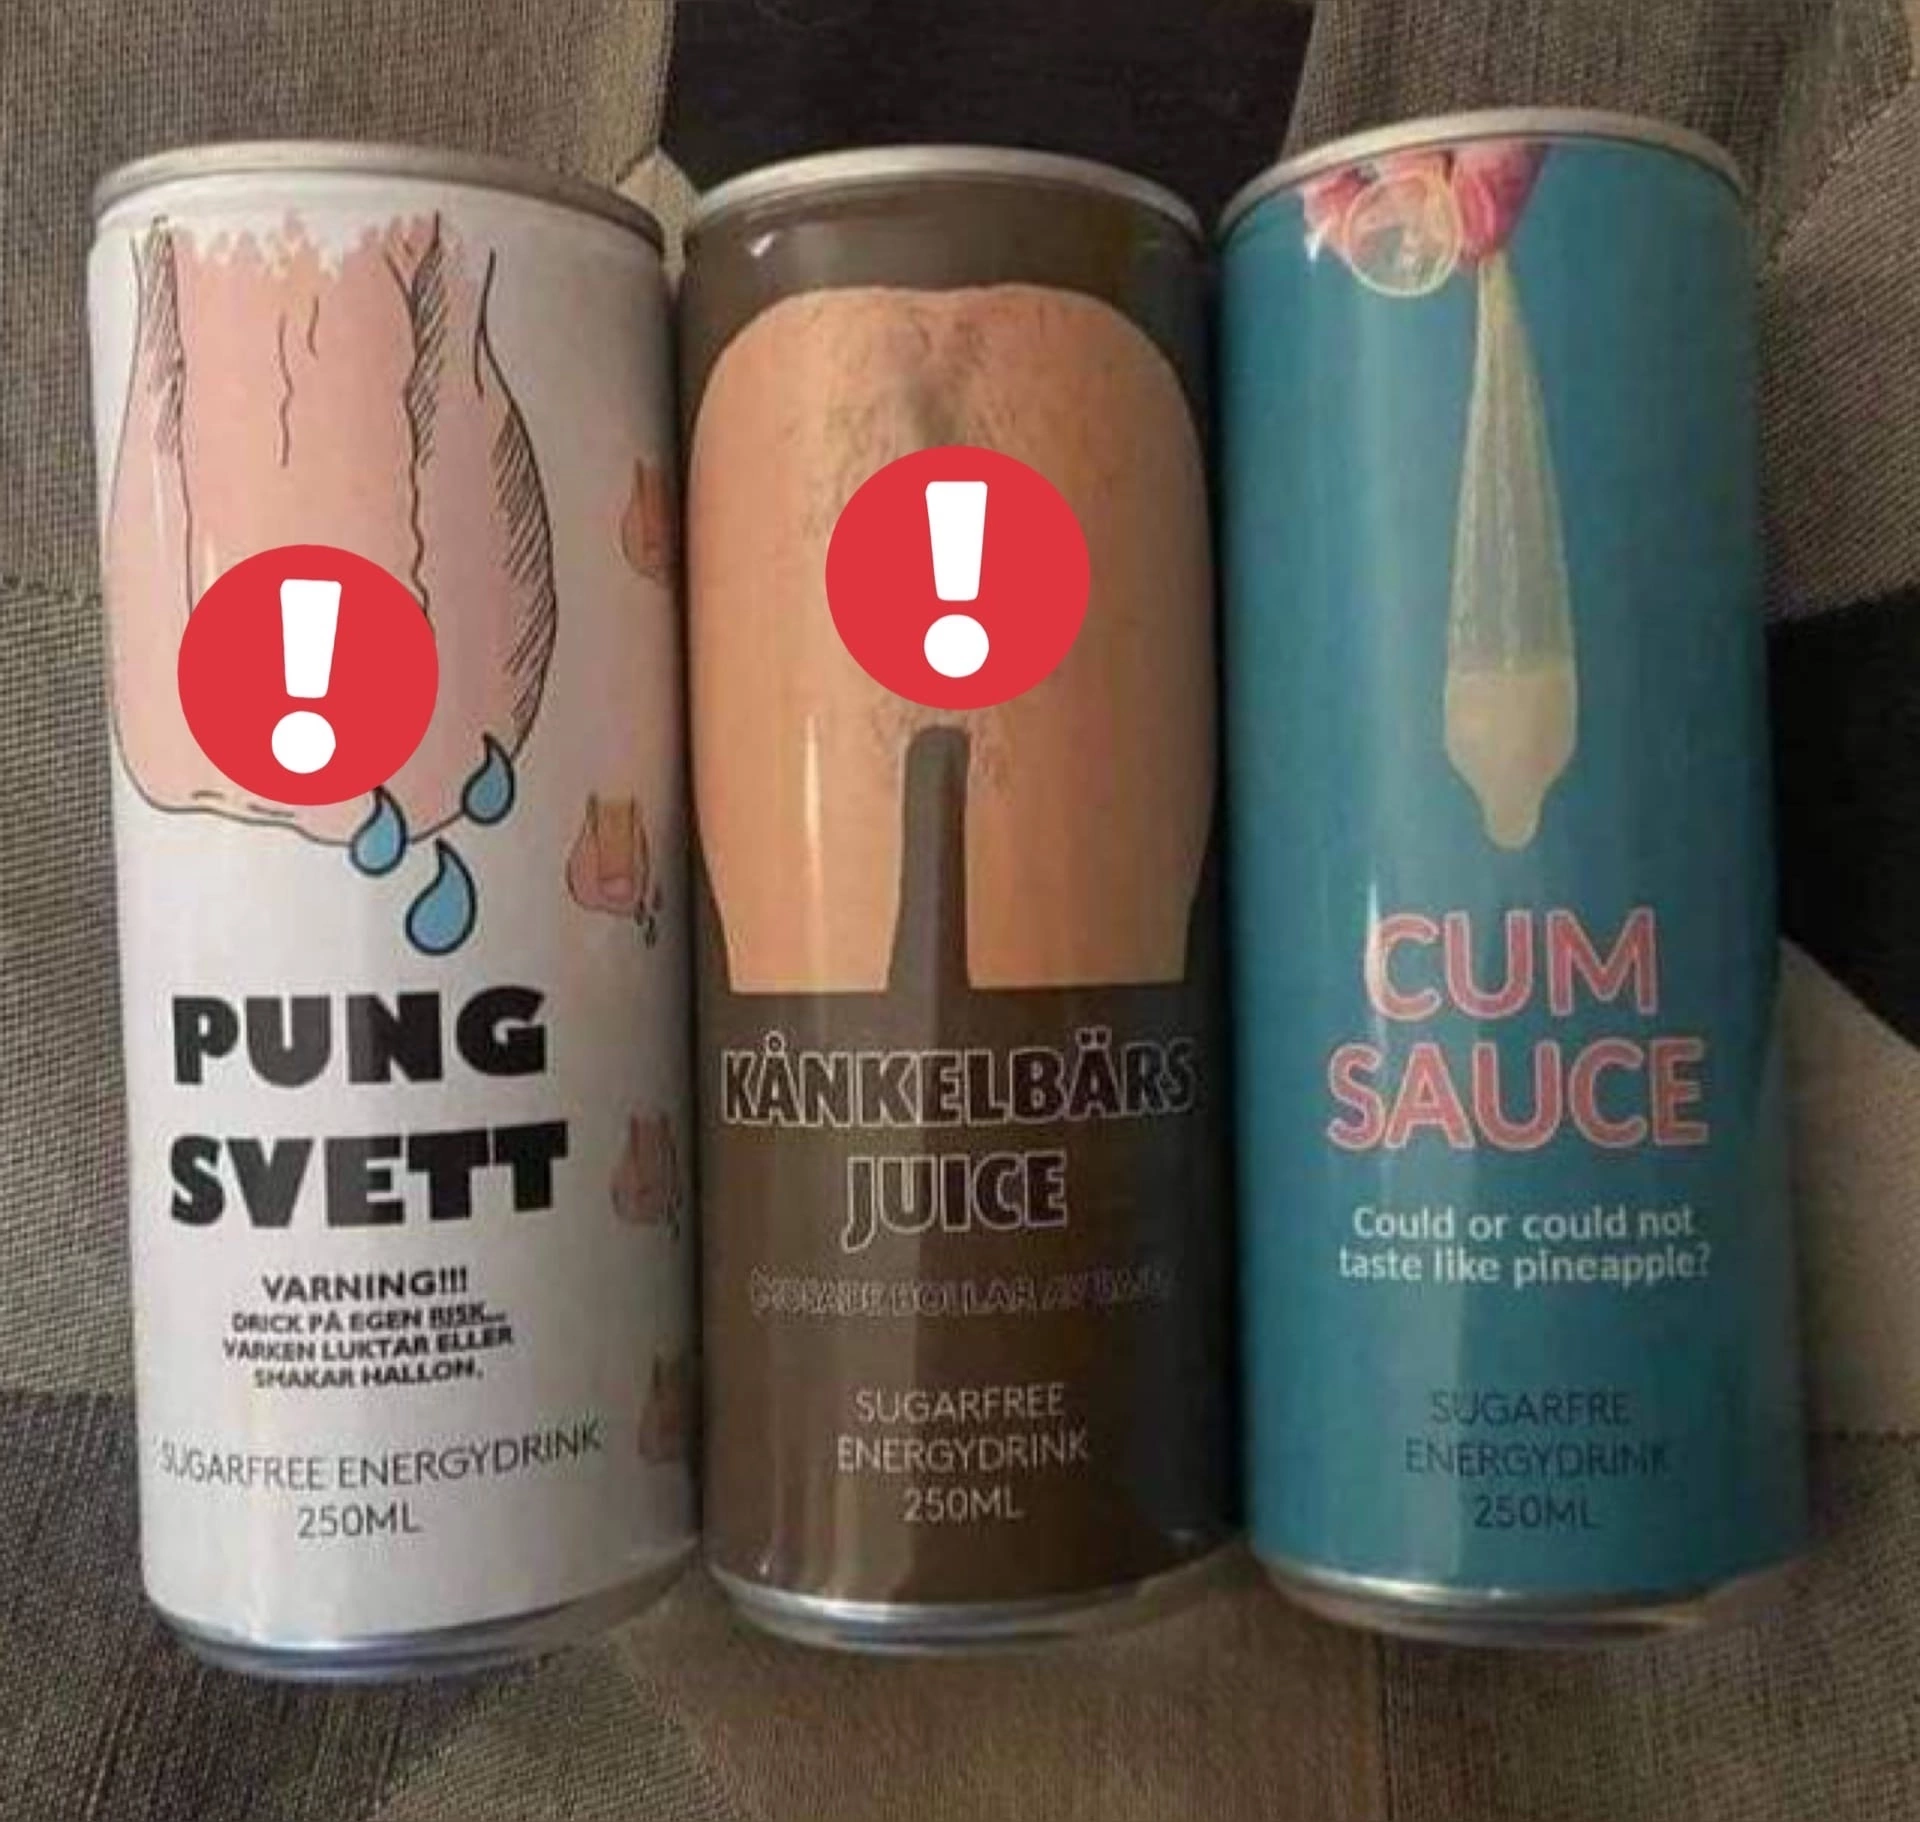 PUNG
SVETT
VARNING!!!
DRICK PÅ EGEN RISK...
VARKEN LUKTAR ELLER
SMAKAR HALLON.
SUGARFREE ENERGYDRINK
250ML
KÅNKELBÄRS
JUICE
SUGARFREE
ENERGYDRINK
250ML
CUM
SAUCE
Could or could not
taste like pineapple?
SUGARFRE
ENERGYDRINK
250ML